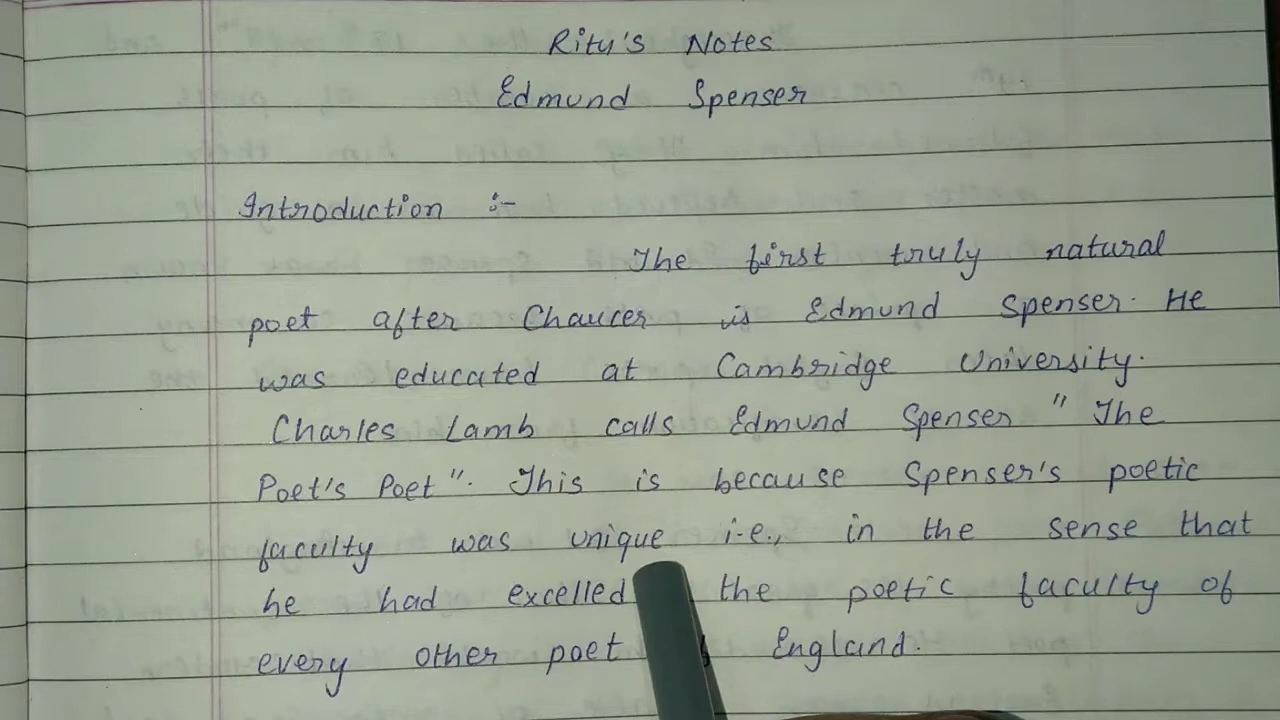 Ritu's Notes
Edmund Spenser
Introduction :-
The first truly natural
poet after Chaucer is Edmund Spenser. He
was educated at Cambridge University.
Charles Lamb calls Edmund Spenser "The
Poet's Poet". This is because Spenser's poetic
faculty was unique i.e., in the sense that
he had excelled the poetic faculty of
every other poet England.